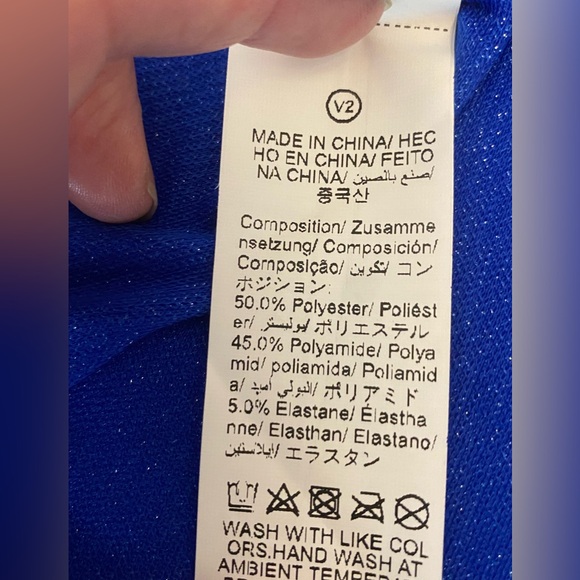 V2
MADE IN CHINA/ HEC
HO EN CHINA/ FEITO
NA CHINA/ صنع بالصين/
중국산
Composition/ Zusamme
nsetzung/ Composición/
Composição/ تكوين/ コン
ポジション:
50.0% Polyester/ Poliést
er/ بوليستر/ ポリエステル
45.0% Polyamide/ Polya
mid/ poliamida/ Poliamid
a/ البولي أميد/ ポリアミド
5.0% Elastane/ Élastha
nne/ Elasthan/ Elastano/
إيلاستين/ エラスタン
WASH WITH LIKE COL
ORS.HAND WASH AT
AMBIENT